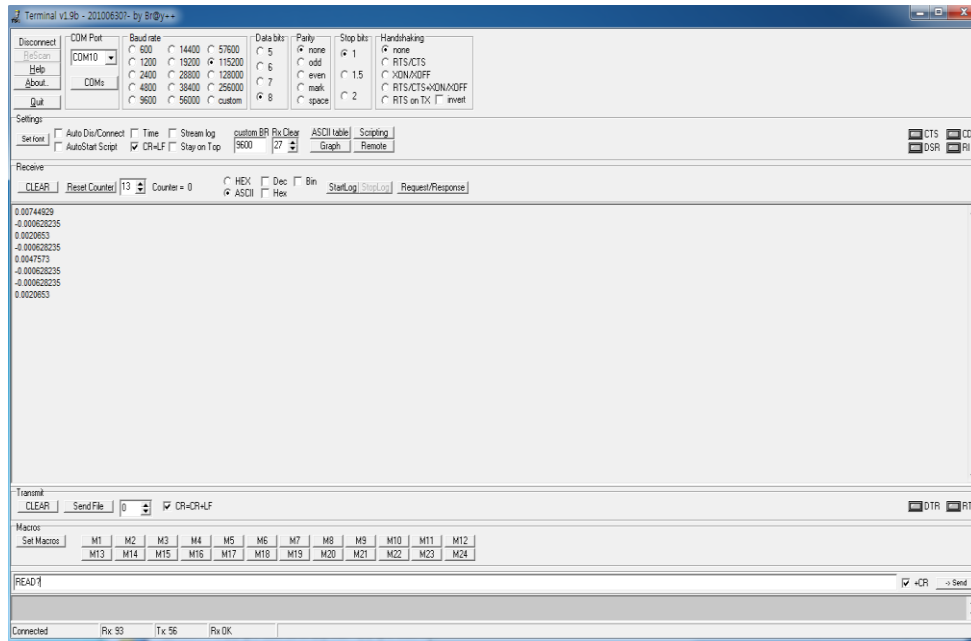 Terminal v1.9b - 20100630?- by Br@y++
Disconnect
ReScan
Help
About..
Quit
COM Port
COM10
COMs
Baud rate
600 14400 57600
1200 19200 115200
2400 28800 128000
4800 38400 256000
9600 56000 custom
Data bits
5
6
7
8
Parity
none
odd
even
mark
space
Stop bits
1
1.5
2
Handshaking
none
RTS/CTS
XON/XOFF
RTS/CTS+XON/XOFF
RTS on TX invert
Settings
Set font
Auto Dis/Connect Time Stream log
AutoStart Script CR=LF Stay on Top
custom BR Rx Clear
9600 27
ASCII table Scripting
Graph Remote
CTS CD
DSR RI
Receive
CLEAR Reset Counter 13 Counter = 0
HEX Dec Bin
ASCII Hex
StartLog StopLog Request/Response
0.00744929
-0.000628235
0.0020653
-0.000628235
0.0047573
-0.000628235
-0.000628235
0.0020653
Transmit
CLEAR Send File 0 CR=CR+LF
DTR RT
Macros
Set Macros
M1 M2 M3 M4 M5 M6 M7 M8 M9 M10 M11 M12
M13 M14 M15 M16 M17 M18 M19 M20 M21 M22 M23 M24
READ?
+CR -> Send
Connected Rx: 93 Tx: 56 Rx OK